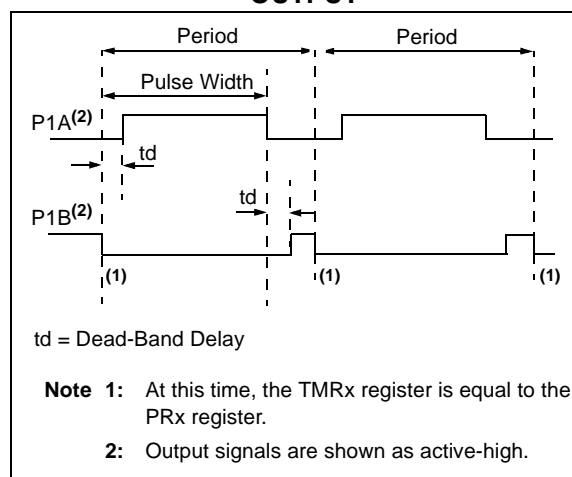 Period Period
Pulse Width
P1A(2)
td
td
P1B(2)
(1) (1) (1)
td = Dead-Band Delay
Note 1: At this time, the TMRx register is equal to the
PRx register.
2: Output signals are shown as active-high.